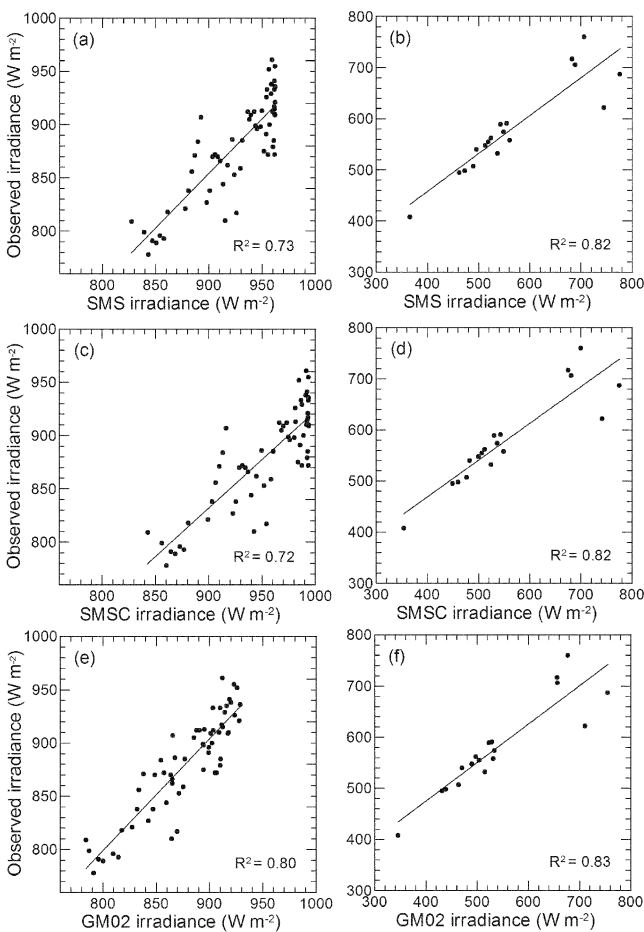 (a)
Observed irradiance (W m-2)
1000
950
900
850
800
R2 = 0.73
800 850 900 950 1000
SMS irradiance (W m-2)
(b)
800
700
600
500
400
300
R2 = 0.82
300 400 500 600 700 800
SMS irradiance (W m-2)
(c)
Observed irradiance (W m-2)
1000
950
900
850
800
R2 = 0.72
800 850 900 950 1000
SMSC irradiance (W m-2)
(d)
800
700
600
500
400
300
R2 = 0.82
300 400 500 600 700 800
SMSC irradiance (W m-2)
(e)
Observed irradiance (W m-2)
1000
950
900
850
800
R2 = 0.80
800 850 900 950 1000
GM02 irradiance (W m-2)
(f)
800
700
600
500
400
300
R2 = 0.83
300 400 500 600 700 800
GM02 irradiance (W m-2)